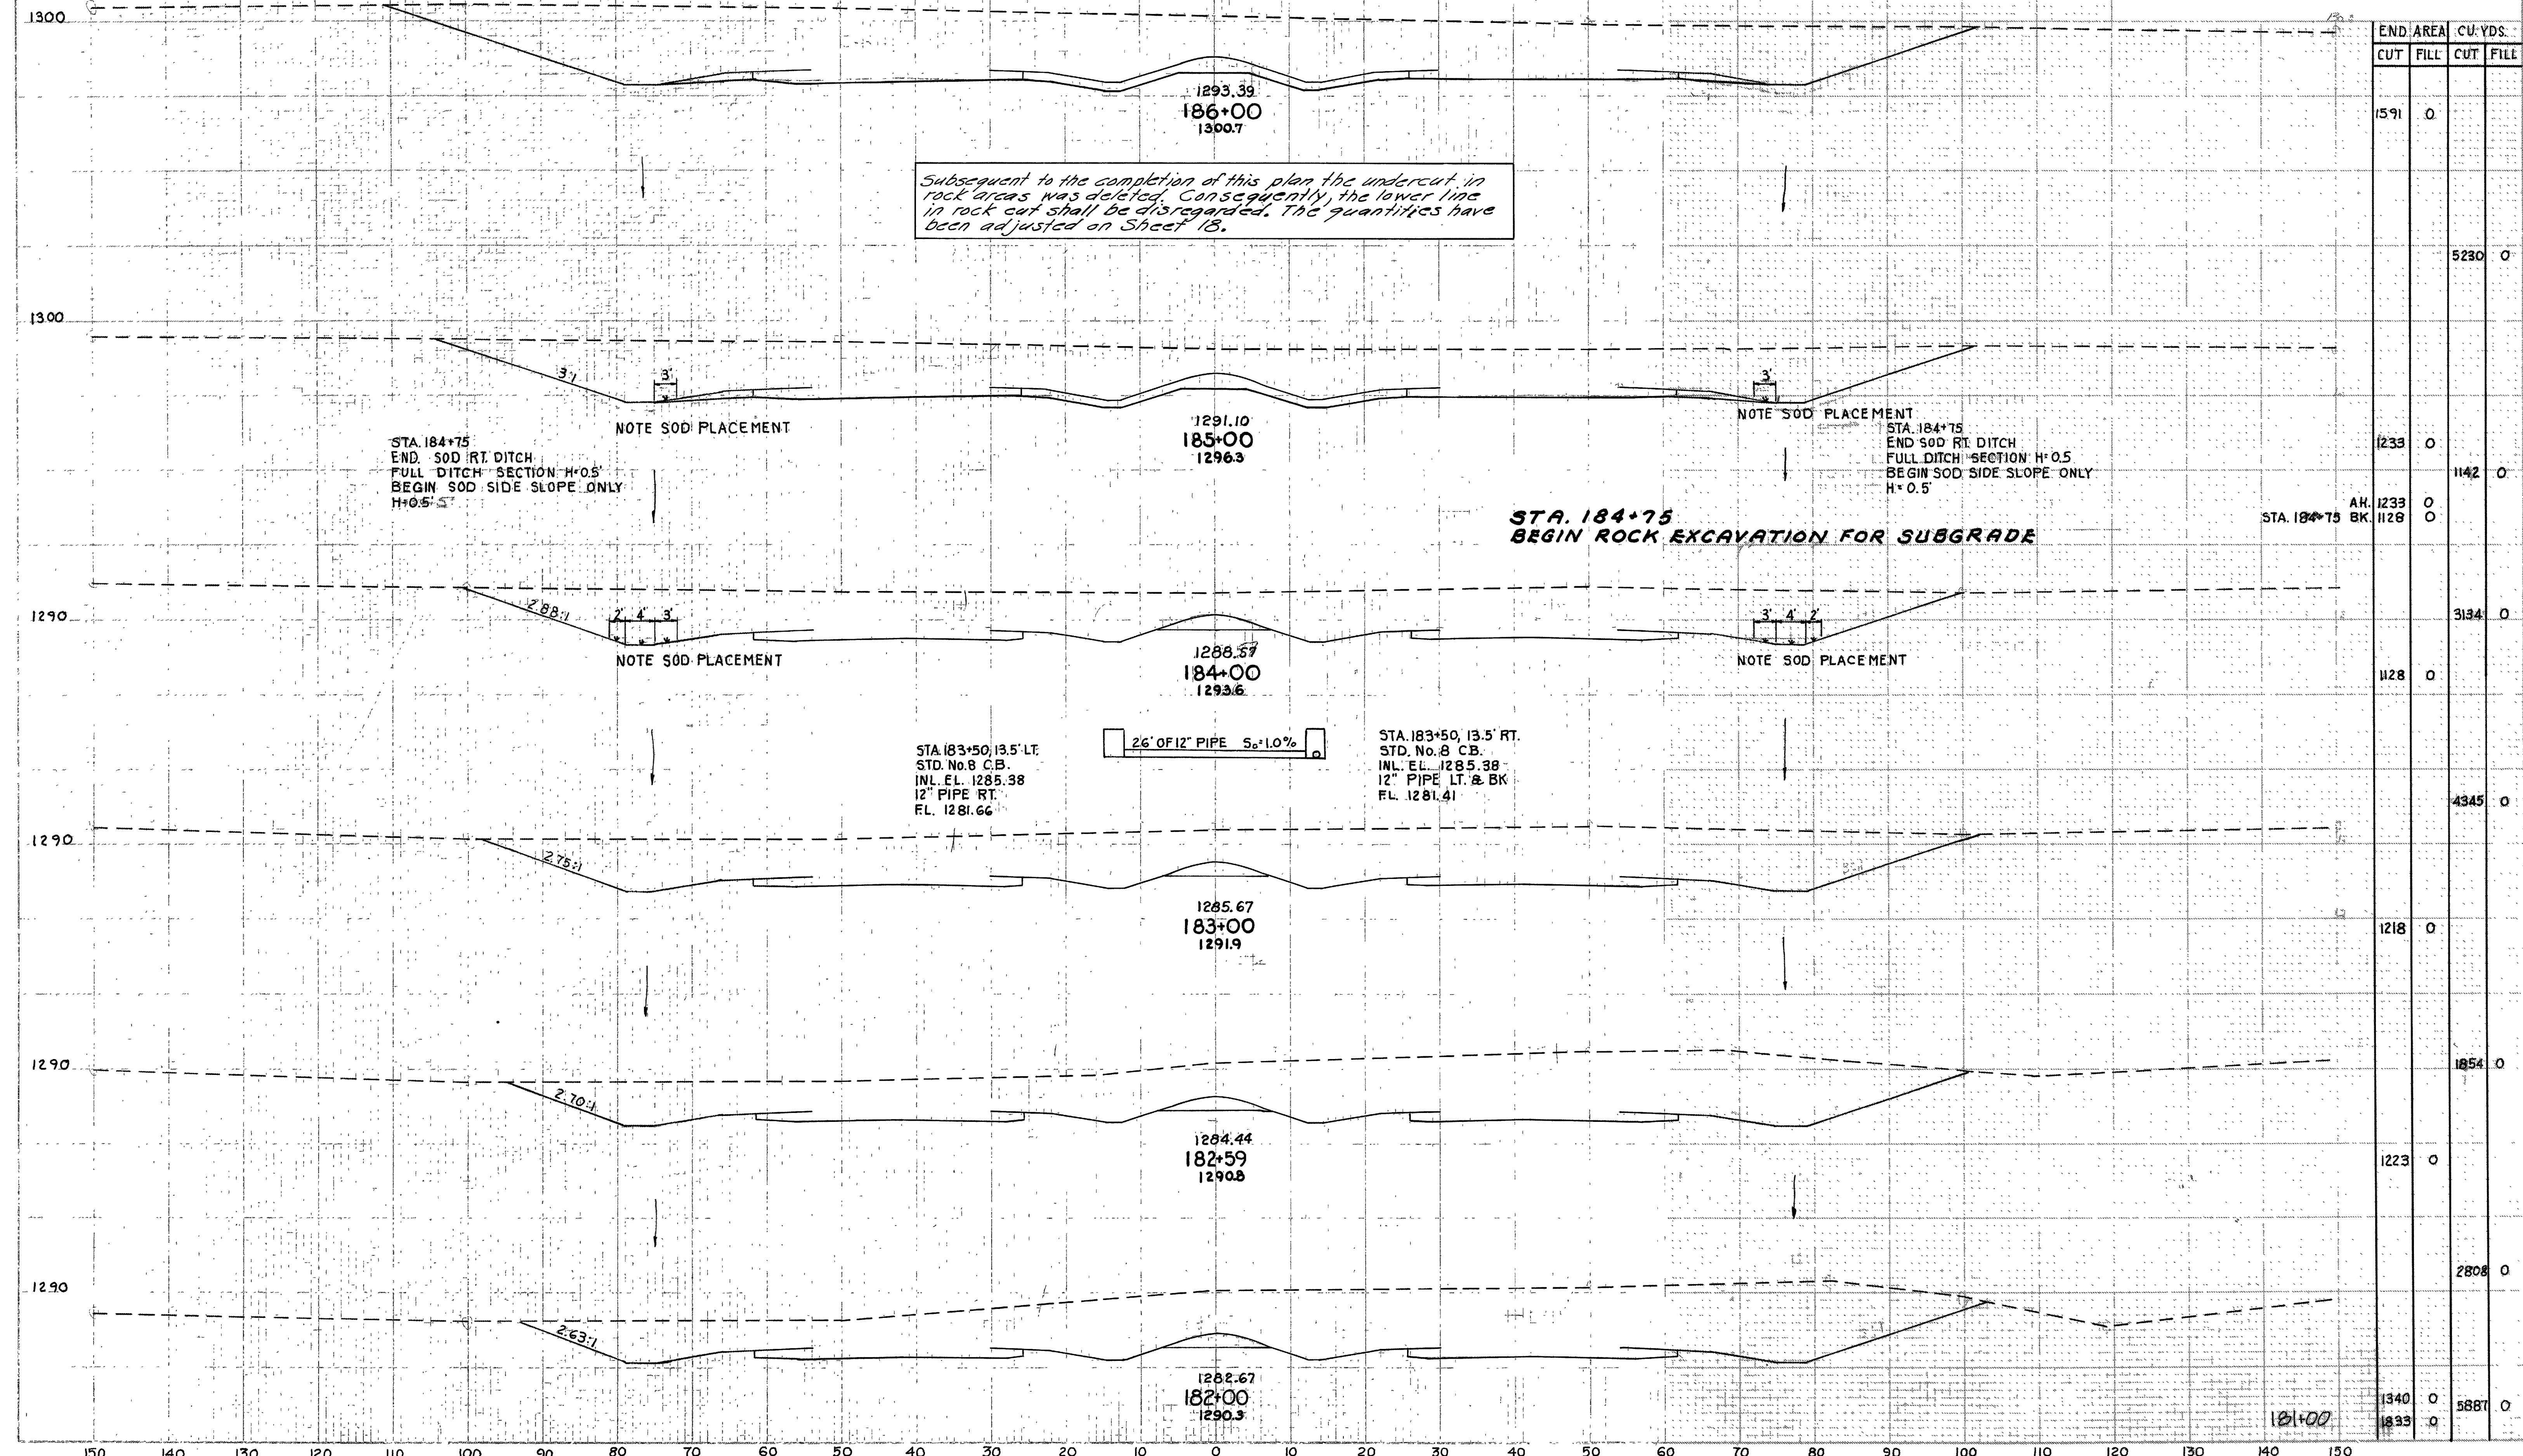 1300
END AREA CU. YDS.
CUT FILL CUT FILL
1293.39
186+00
1300.7
1591 0
Subsequent to the completion of this plan the undercut in
rock areas was deleted. Consequently, the lower line
in rock cut shall be disregarded. The quantities have
been adjusted on Sheet 18.
5230 0
1300
3:1
3'
3'
NOTE SOD PLACEMENT
NOTE SOD PLACEMENT
1291.10
185+00
1296.3
STA. 184+75
END SOD RT. DITCH
FULL DITCH SECTION H=0.5'
BEGIN SOD SIDE SLOPE ONLY
H=0.5'
STA. 184+75
END SOD RT. DITCH
FULL DITCH SECTION H=0.5
BEGIN SOD SIDE SLOPE ONLY
H=0.5'
1233 0
1142 0
AH. 1233 0
STA. 184+75 BK. 1128 0
STA. 184+75
BEGIN ROCK EXCAVATION FOR SUBGRADE
1290
2.88:1
2' 4' 3'
3' 4' 2'
3134 0
NOTE SOD PLACEMENT
NOTE SOD PLACEMENT
1288.57
184+00
1293.6
1128 0
STA. 183+50, 13.5' LT.
STD. No. 8 C.B.
INL. EL. 1285.38
12" PIPE RT.
F.L. 1281.66
26' OF 12" PIPE So=1.0%
STA. 183+50, 13.5' RT.
STD. No. 8 C.B.
INL. EL. 1285.38
12" PIPE LT. & BK
F.L. 1281.41
4345 0
1290
2.75:1
1285.67
183+00
1291.9
1218 0
1290
2.70:1
1854 0
1284.44
182+59
1290.8
1223 0
1290
2808 0
2.63:1
1282.67
182+00
1290.3
1340 0
5887 0
181+00
1833 0
150 140 130 120 110 100 90 80 70 60 50 40 30 20 10 0 10 20 30 40 50 60 70 80 90 100 110 120 130 140 150